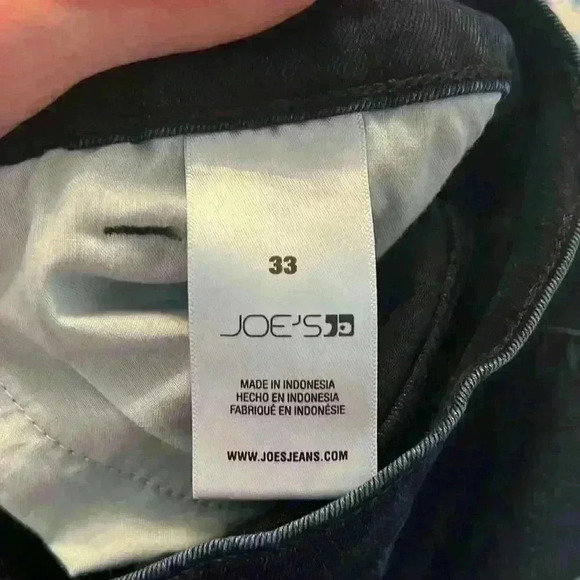 33
JOE'S
MADE IN INDONESIA
HECHO EN INDONESIA
FABRIQUÉ EN INDONÉSIE
WWW.JOESJEANS.COM